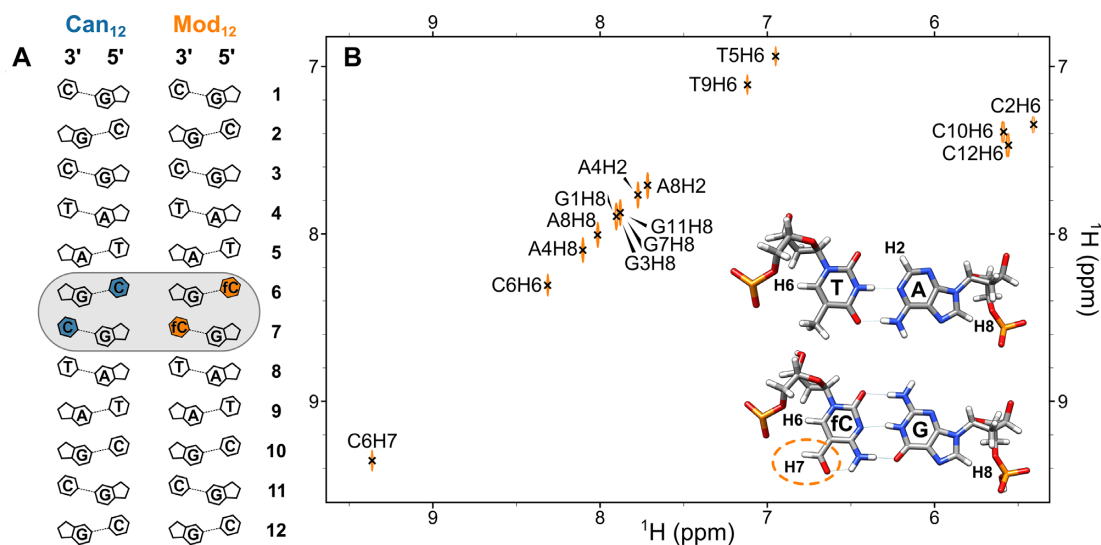 Can12 Mod12
A 3' 5' 3' 5'
C G C G 1
G C G C 2
C G C G 3
T A T A 4
A T A T 5
G C G fC 6
C G fC G 7
T A T A 8
A T A T 9
G C G C 10
C G C G 11
G C G C 12
B
9 8 7 6
T5H6
7
7
T9H6
C2H6
C10H6
C12H6
A4H2
A8H2
G1H8
G11H8
A8H8
G7H8
8
8
A4H8
G3H8
C6H6
H2
H6
T A
H8
9
9
C6H7
H6
fC G
H7
H8
9 8 7 6
1H (ppm)
1H (ppm)